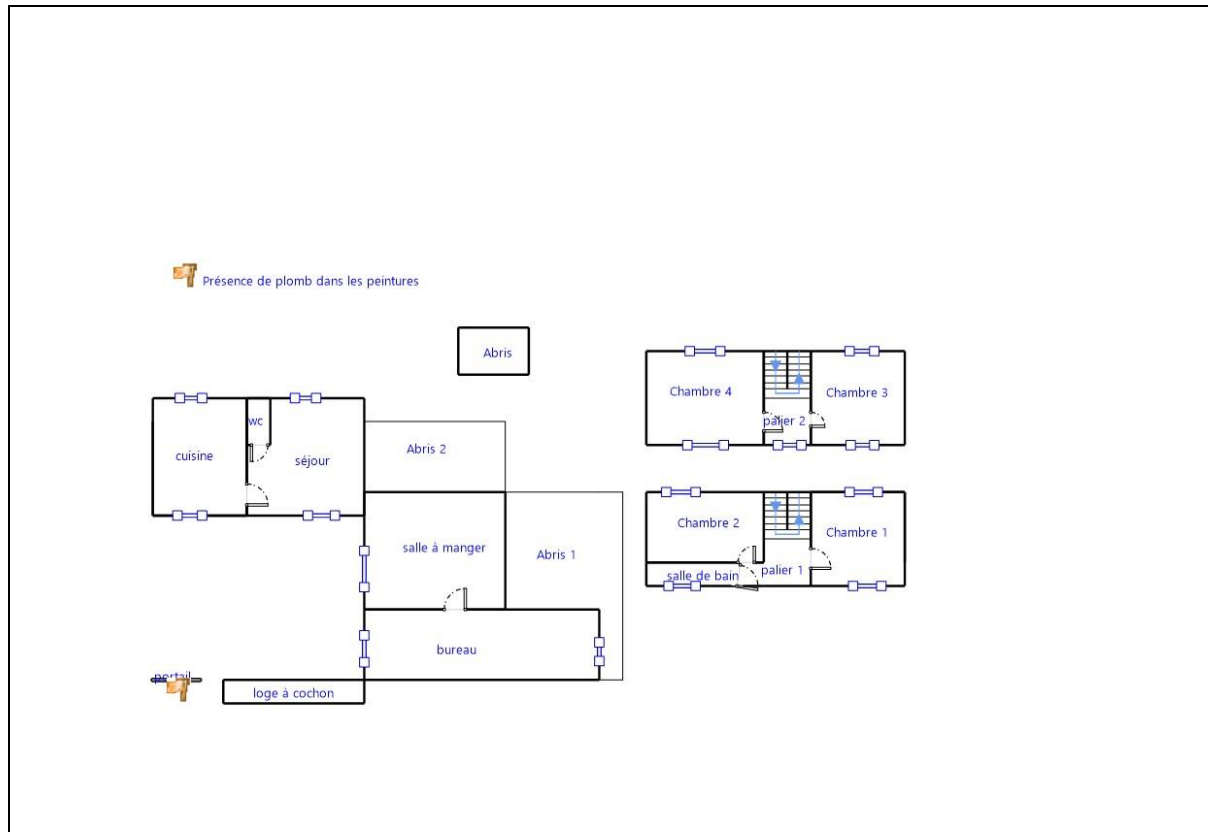 Présence de plomb dans les peintures
Abris
Chambre 4
palier 2
Chambre 3
wc
cuisine
séjour
Abris 2
Chambre 2
Chambre 1
salle à manger
Abris 1
salle de bain
palier 1
bureau
portail
loge à cochon